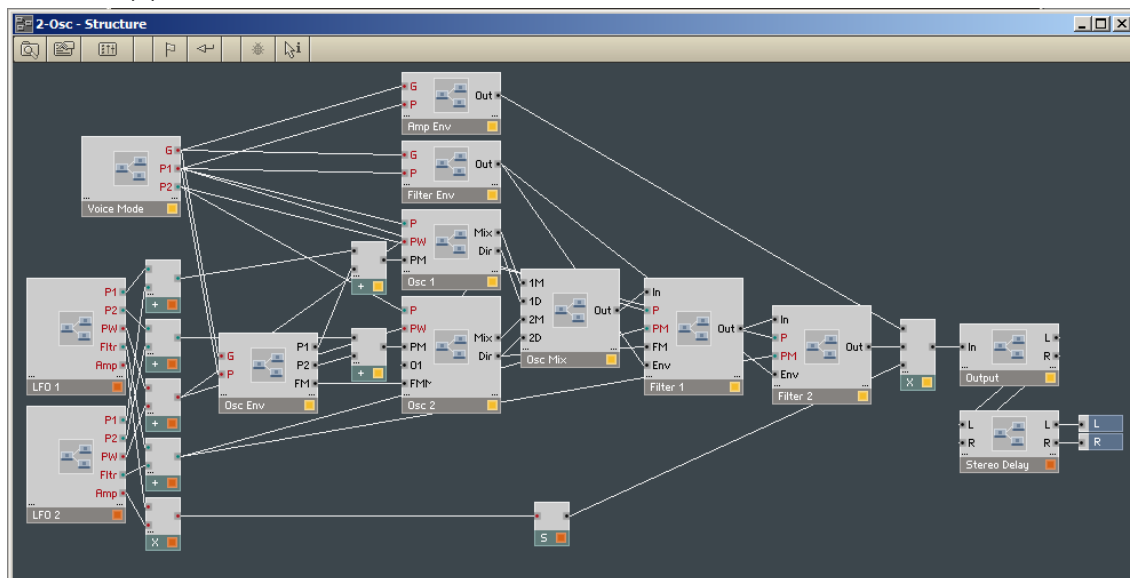 2-Osc - Structure
G
P
Out
Amp Env
G
P1
P2
Voice Mode
G
P
Out
Filter Env
P
PW
PM
Mix
Dir
Osc 1
+
P1
P2
PW
Fltr
Amp
LFO 1
+
+
+
+
X
P1
P2
PW
Fltr
Amp
LFO 2
G
P
P1
P2
FM
Osc Env
+
P
PW
PM
O1
FM
Mix
Dir
Osc 2
1M
1D
2M
2D
Out
Osc Mix
In
P
PM
FM
Env
Out
Filter 1
In
P
PM
Env
Out
Filter 2
X
In
L
R
Output
L
R
L
R
Stereo Delay
L
R
S